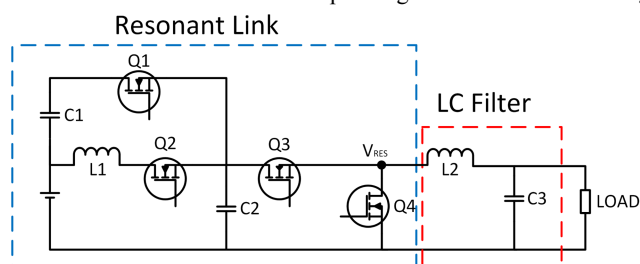 Resonant Link
Q1
LC Filter
C1
Q2
Q3
VRES
L1
L2
C2
Q4
C3
LOAD